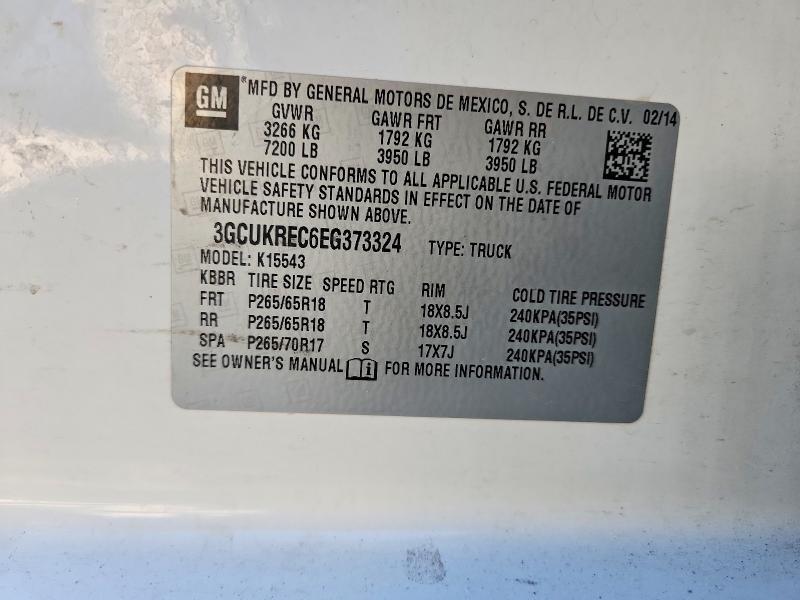 GM ®MFD BY GENERAL MOTORS DE MEXICO, S. DE R.L. DE C.V. 02/14
GVWR GAWR FRT GAWR RR
3266 KG 1792 KG 1792 KG
7200 LB 3950 LB 3950 LB
THIS VEHICLE CONFORMS TO ALL APPLICABLE U.S. FEDERAL MOTOR
VEHICLE SAFETY STANDARDS IN EFFECT ON THE DATE OF
MANUFACTURE SHOWN ABOVE.
3GCUKREC6EG373324 TYPE: TRUCK
MODEL: K15543
KBBR TIRE SIZE SPEED RTG RIM COLD TIRE PRESSURE
FRT P265/65R18 T 18X8.5J 240KPA(35PSI)
RR P265/65R18 T 18X8.5J 240KPA(35PSI)
SPA P265/70R17 S 17X7J 240KPA(35PSI)
SEE OWNER'S MANUAL i FOR MORE INFORMATION.